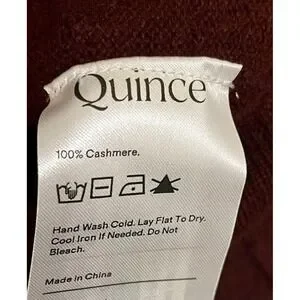 Quince
100% Cashmere.
Hand Wash Cold. Lay Flat To Dry.
Cool Iron If Needed. Do Not
Bleach.
Made in China